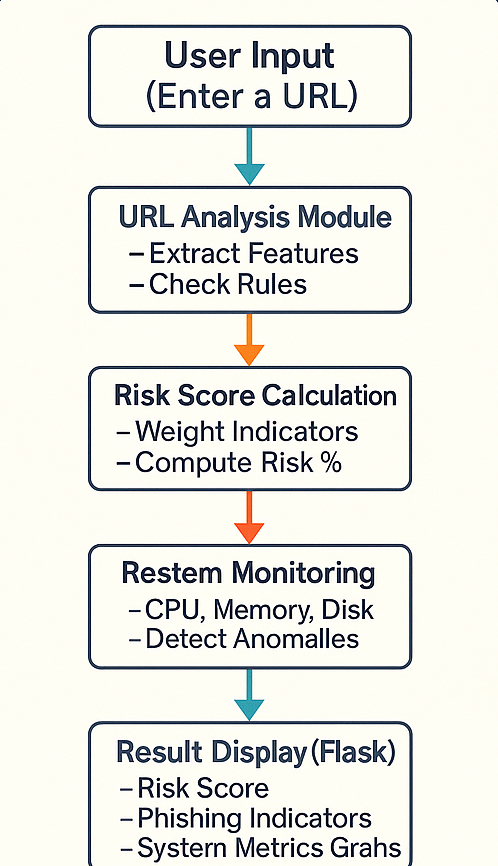 User Input
(Enter a URL)
URL Analysis Module
– Extract Features
– Check Rules
Risk Score Calculation
– Weight Indicators
– Compute Risk %
Restem Monitoring
– CPU, Memory, Disk
– Detect Anomalles
Result Display (Flask)
– Risk Score
– Phishing Indicators
– Systern Metrics Grahs